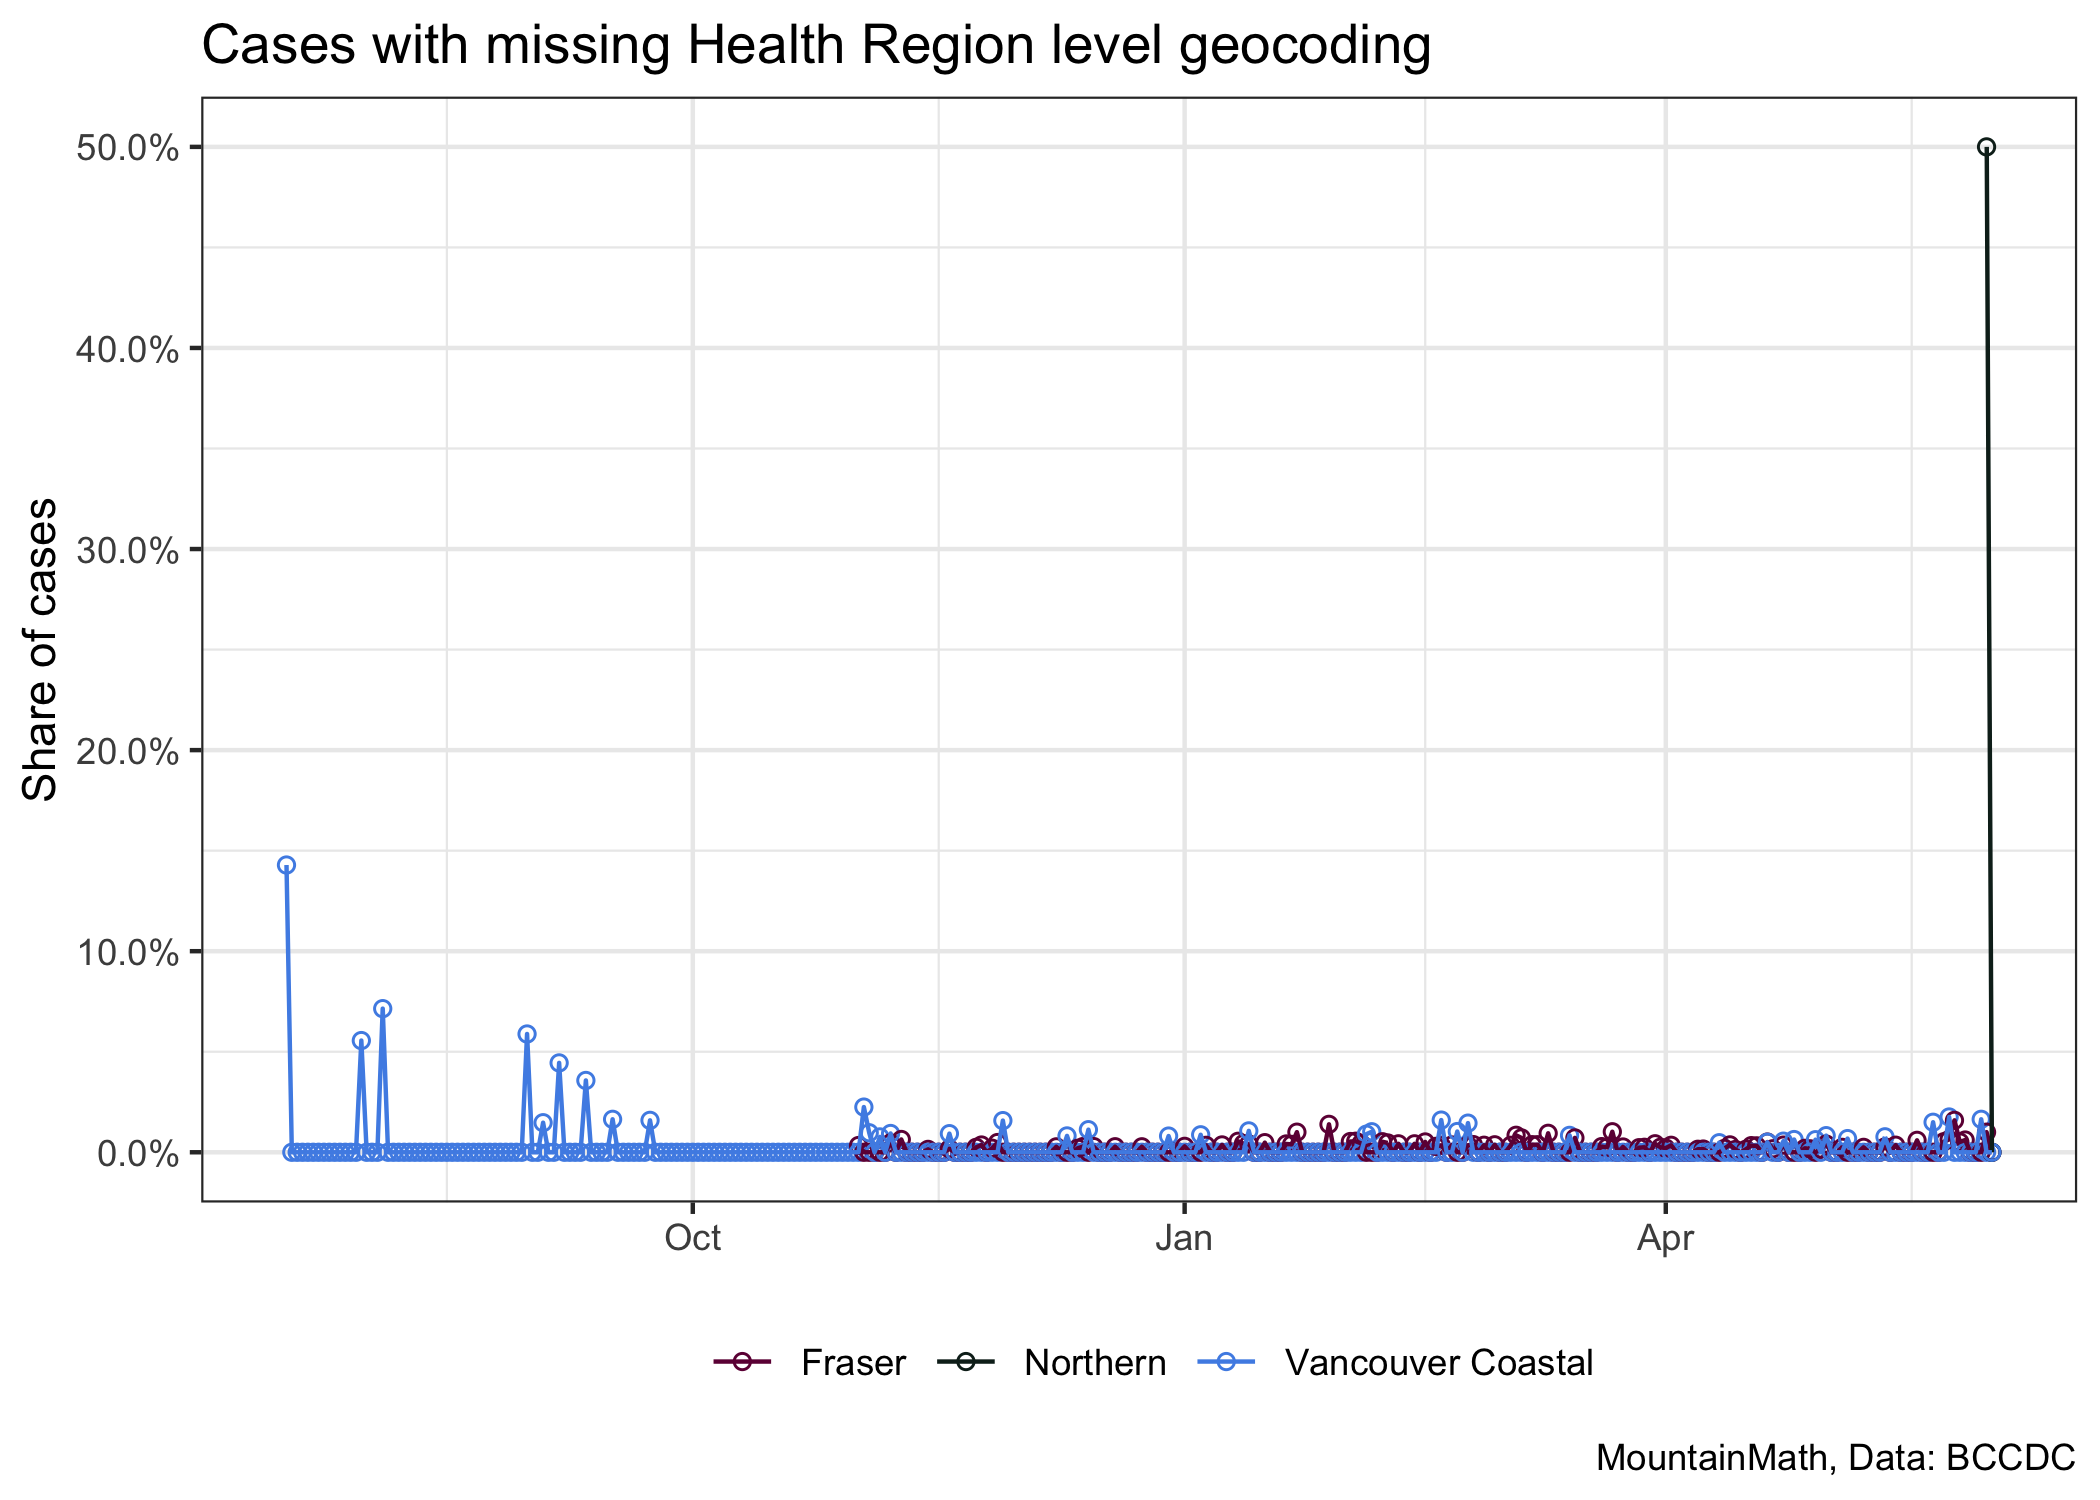 Cases with missing Health Region level geocoding
Share of cases
50.0%
40.0%
30.0%
20.0%
10.0%
0.0%
Oct Jan Apr
Fraser Northern Vancouver Coastal
MountainMath, Data: BCCDC